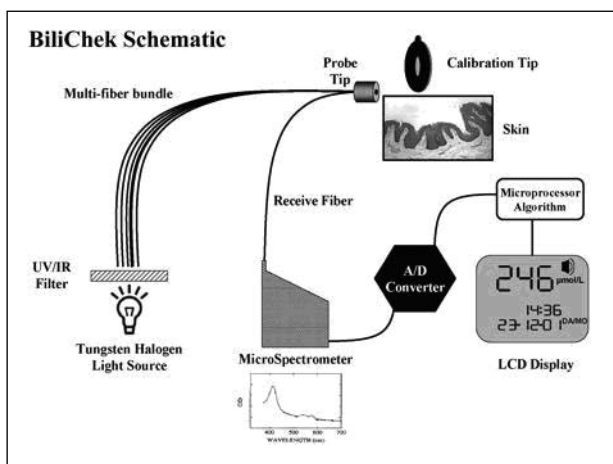 BiliChek Schematic
Probe
Tip
Calibration Tip
Multi-fiber bundle
Skin
Receive Fiber
Microprocessor
Algorithm
UV/IR
Filter
A/D
Converter
246 µmol/L
14:36
23-12-01 DA/MO
Tungsten Halogen
Light Source
MicroSpectrometer
LCD Display
OD
400 500 600 700
WAVELENGTH (nm)